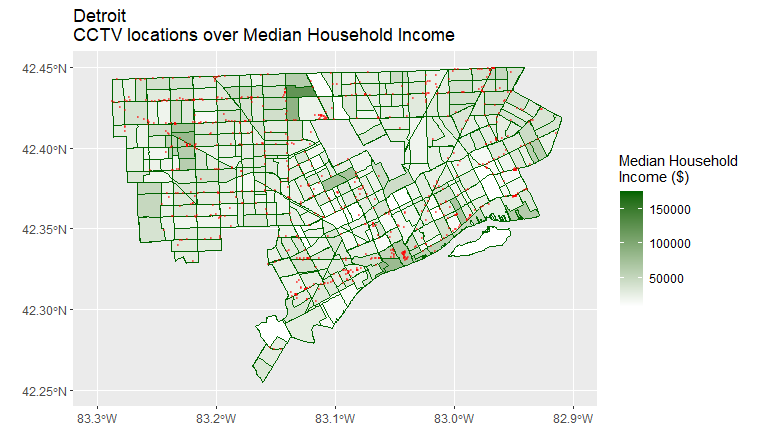 Detroit
CCTV locations over Median Household Income
42.45°N
42.40°N
42.35°N
42.30°N
42.25°N
83.3°W
83.2°W
83.1°W
83.0°W
82.9°W
Median Household
Income ($)
150000
100000
50000